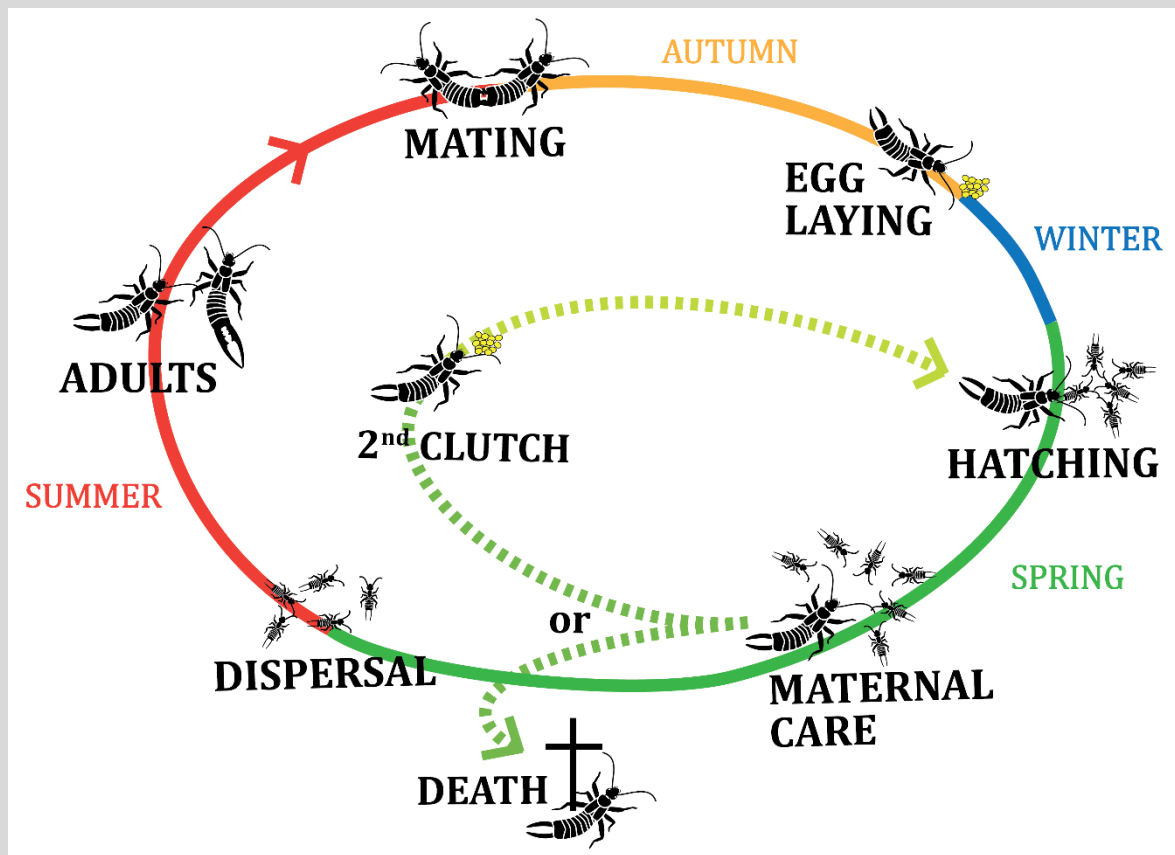 AUTUMN
MATING
EGG
LAYING
WINTER
ADULTS
2nd CLUTCH
HATCHING
SUMMER
SPRING
or
DISPERSAL
MATERNAL
CARE
DEATH